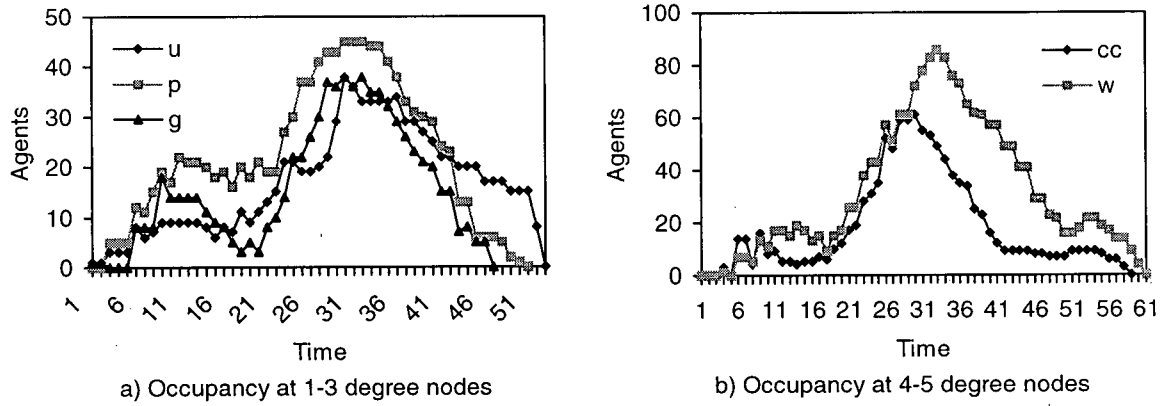 50
40
30
20
10
0
Agents
u
p
g
1 6 11 16 21 26 31 36 41 46 51
Time
a) Occupancy at 1-3 degree nodes
100
80
60
40
20
0
Agents
cc
w
1 6 11 16 21 26 31 36 41 46 51 56 61
Time
b) Occupancy at 4-5 degree nodes